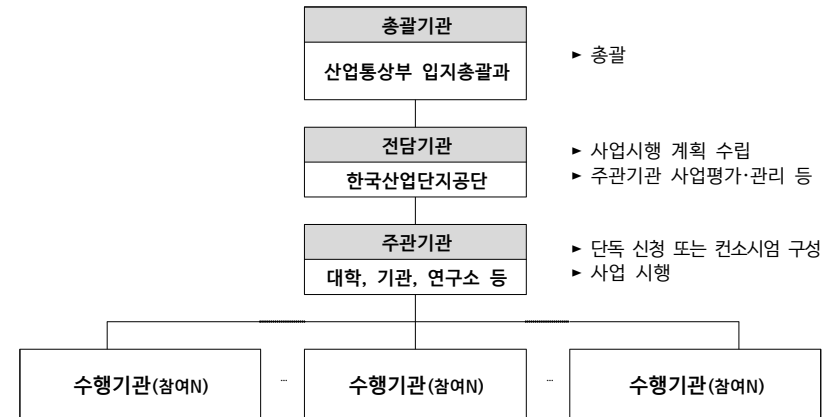 총괄기관
산업통상부 입지총괄과
► 총괄
전담기관
한국산업단지공단
► 사업시행 계획 수립
► 주관기관 사업평가·관리 등
주관기관
대학, 기관, 연구소 등
► 단독 신청 또는 컨소시엄 구성
► 사업 시행
수행기관(참여N) … 수행기관(참여N) … 수행기관(참여N)